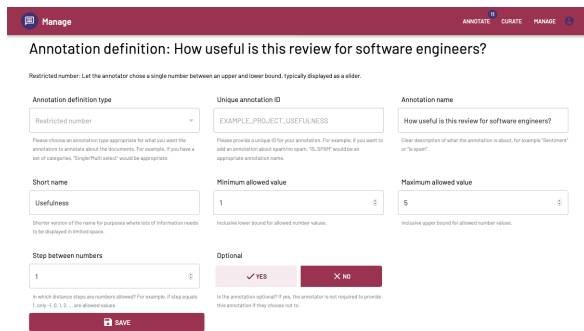 Manage
ANNOTATE 11 CURATE MANAGE
Annotation definition: How useful is this review for software engineers?
Restricted number: Let the annotator chose a single number between an upper and lower bound, typically displayed as a slider.
Annotation definition type
Unique annotation ID
Annotation name
Restricted number
EXAMPLE_PROJECT_USEFULNESS
How useful is this review for software engineers?
Please choose an annotation type appropriate for what you want the
annotators to annotate about the documents. For example, if you have a
set of categories, "Single/Multi select" would be appropriate.
Please provide a unique ID for your annotation. For example, if you want to
add an annotation about spam/no spam, "IS_SPAM" would be an
appropriate annotation name.
Clear description of what the annotation is about, for example "Sentiment"
or "Is spam".
Short name
Minimum allowed value
Maximum allowed value
Usefulness
1
5
Shorter version of the name for purposes where lots of information needs
to be displayed in limited space.
Inclusive lower bound for allowed number values.
Inclusive upper bound for allowed number values.
Step between numbers
Optional
1
YES
NO
In which distance steps are numbers allowed? For example, if step equals
1, only -1, 0, 1, 2, ... are allowed values.
Is the annotation optional? If yes, the annotator is not required to provide
this annotation if they choose not to.
SAVE